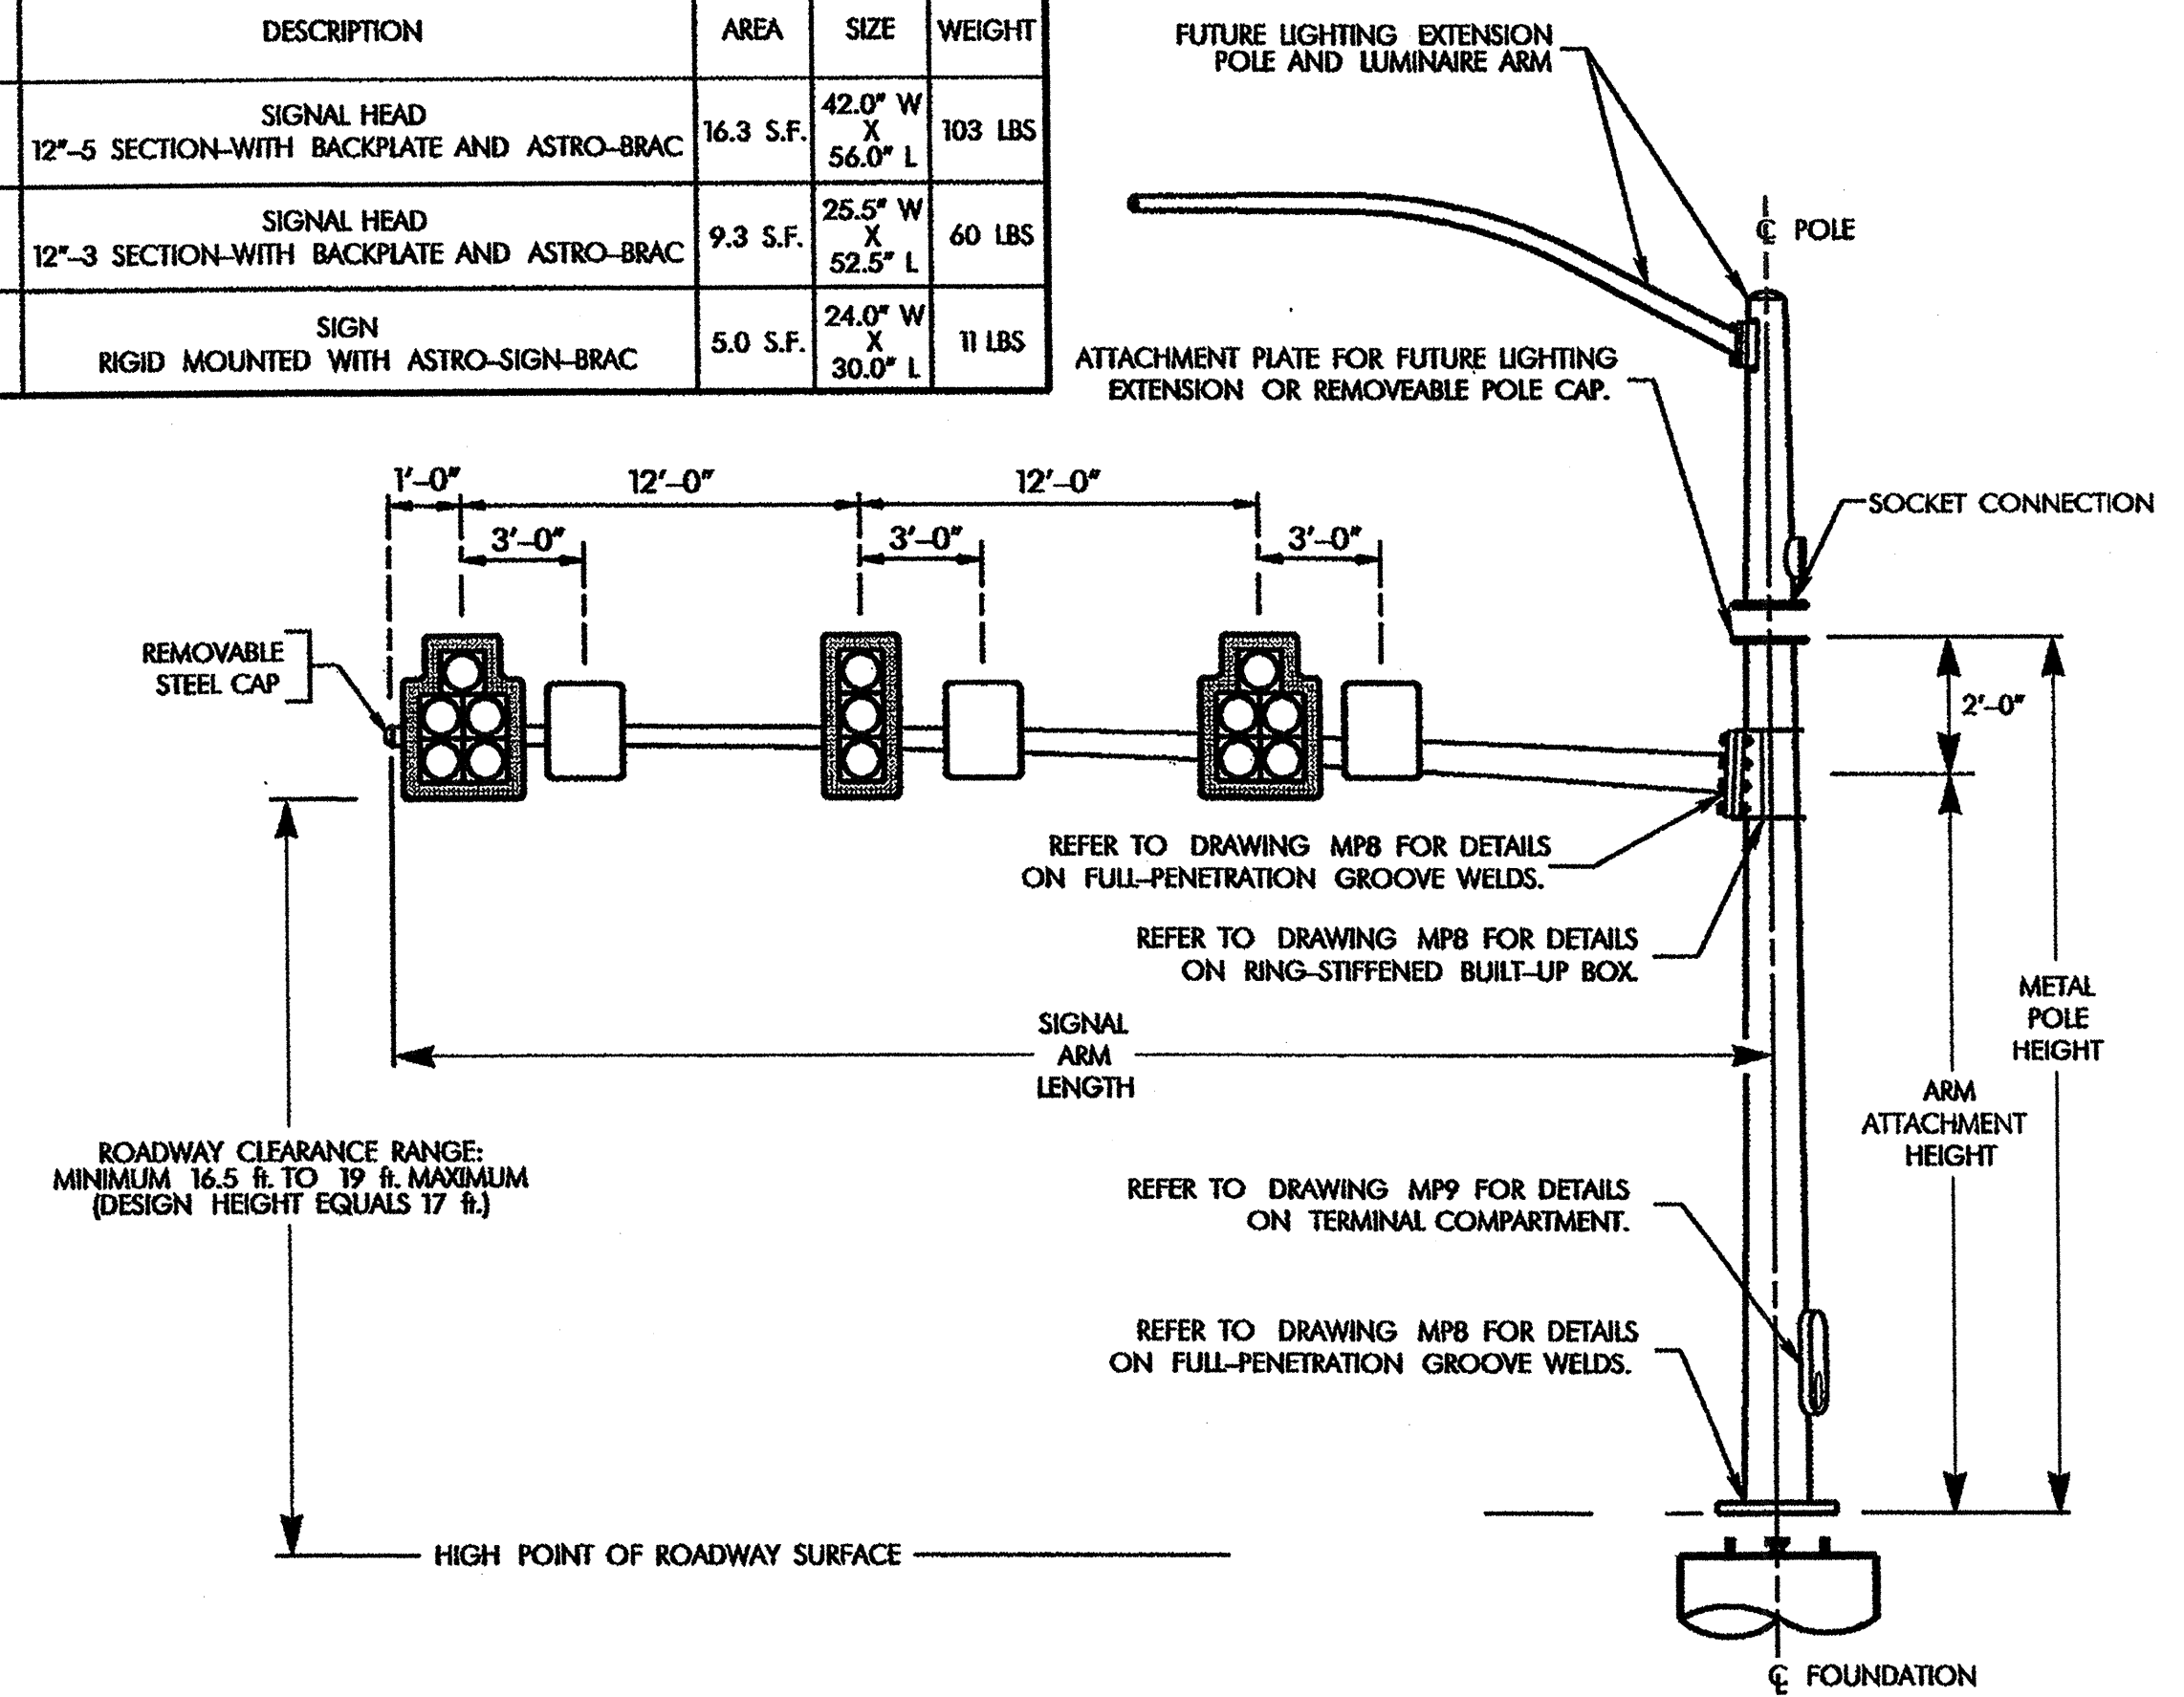 DESCRIPTION AREA SIZE WEIGHT
SIGNAL HEAD
12"-5 SECTION-WITH BACKPLATE AND ASTRO-BRAC
16.3 S.F.
42.0" W
X
56.0" L
103 LBS
SIGNAL HEAD
12"-3 SECTION-WITH BACKPLATE AND ASTRO-BRAC
9.3 S.F.
25.5" W
X
52.5" L
60 LBS
SIGN
RIGID MOUNTED WITH ASTRO-SIGN-BRAC
5.0 S.F.
24.0" W
X
30.0" L
11 LBS
FUTURE LIGHTING EXTENSION
POLE AND LUMINAIRE ARM
℄ POLE
ATTACHMENT PLATE FOR FUTURE LIGHTING
EXTENSION OR REMOVEABLE POLE CAP.
SOCKET CONNECTION
1'-0" 12'-0" 12'-0"
3'-0" 3'-0" 3'-0"
REMOVABLE
STEEL CAP
2'-0"
REFER TO DRAWING MP8 FOR DETAILS
ON FULL-PENETRATION GROOVE WELDS.
REFER TO DRAWING MP8 FOR DETAILS
ON RING-STIFFENED BUILT-UP BOX.
METAL
POLE
HEIGHT
SIGNAL
ARM
LENGTH
ARM
ATTACHMENT
HEIGHT
ROADWAY CLEARANCE RANGE:
MINIMUM 16.5 ft. TO 19 ft. MAXIMUM
(DESIGN HEIGHT EQUALS 17 ft.)
REFER TO DRAWING MP9 FOR DETAILS
ON TERMINAL COMPARTMENT.
REFER TO DRAWING MP8 FOR DETAILS
ON FULL-PENETRATION GROOVE WELDS.
HIGH POINT OF ROADWAY SURFACE
℄ FOUNDATION